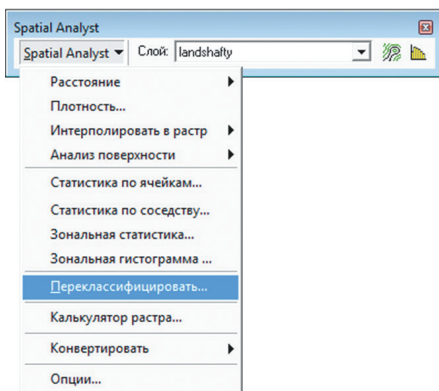 Spatial Analyst
Spatial Analyst Слой: landshafty
Расстояние
Плотность...
Интерполировать в растр
Анализ поверхности
Статистика по ячейкам...
Статистика по соседству...
Зональная статистика...
Зональная гистограмма ...
Переклассифицировать...
Калькулятор растра...
Конвертировать
Опции...